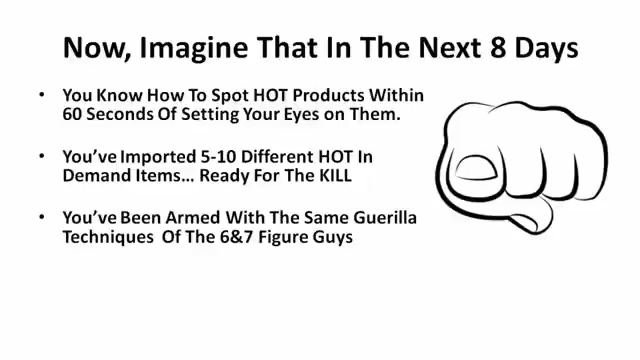 Now, Imagine That In The Next 8 Days
• You Know How To Spot HOT Products Within
60 Seconds Of Setting Your Eyes on Them.
• You've Imported 5-10 Different HOT In
Demand Items... Ready For The KILL
• You've Been Armed With The Same Guerilla
Techniques Of The 6&7 Figure Guys